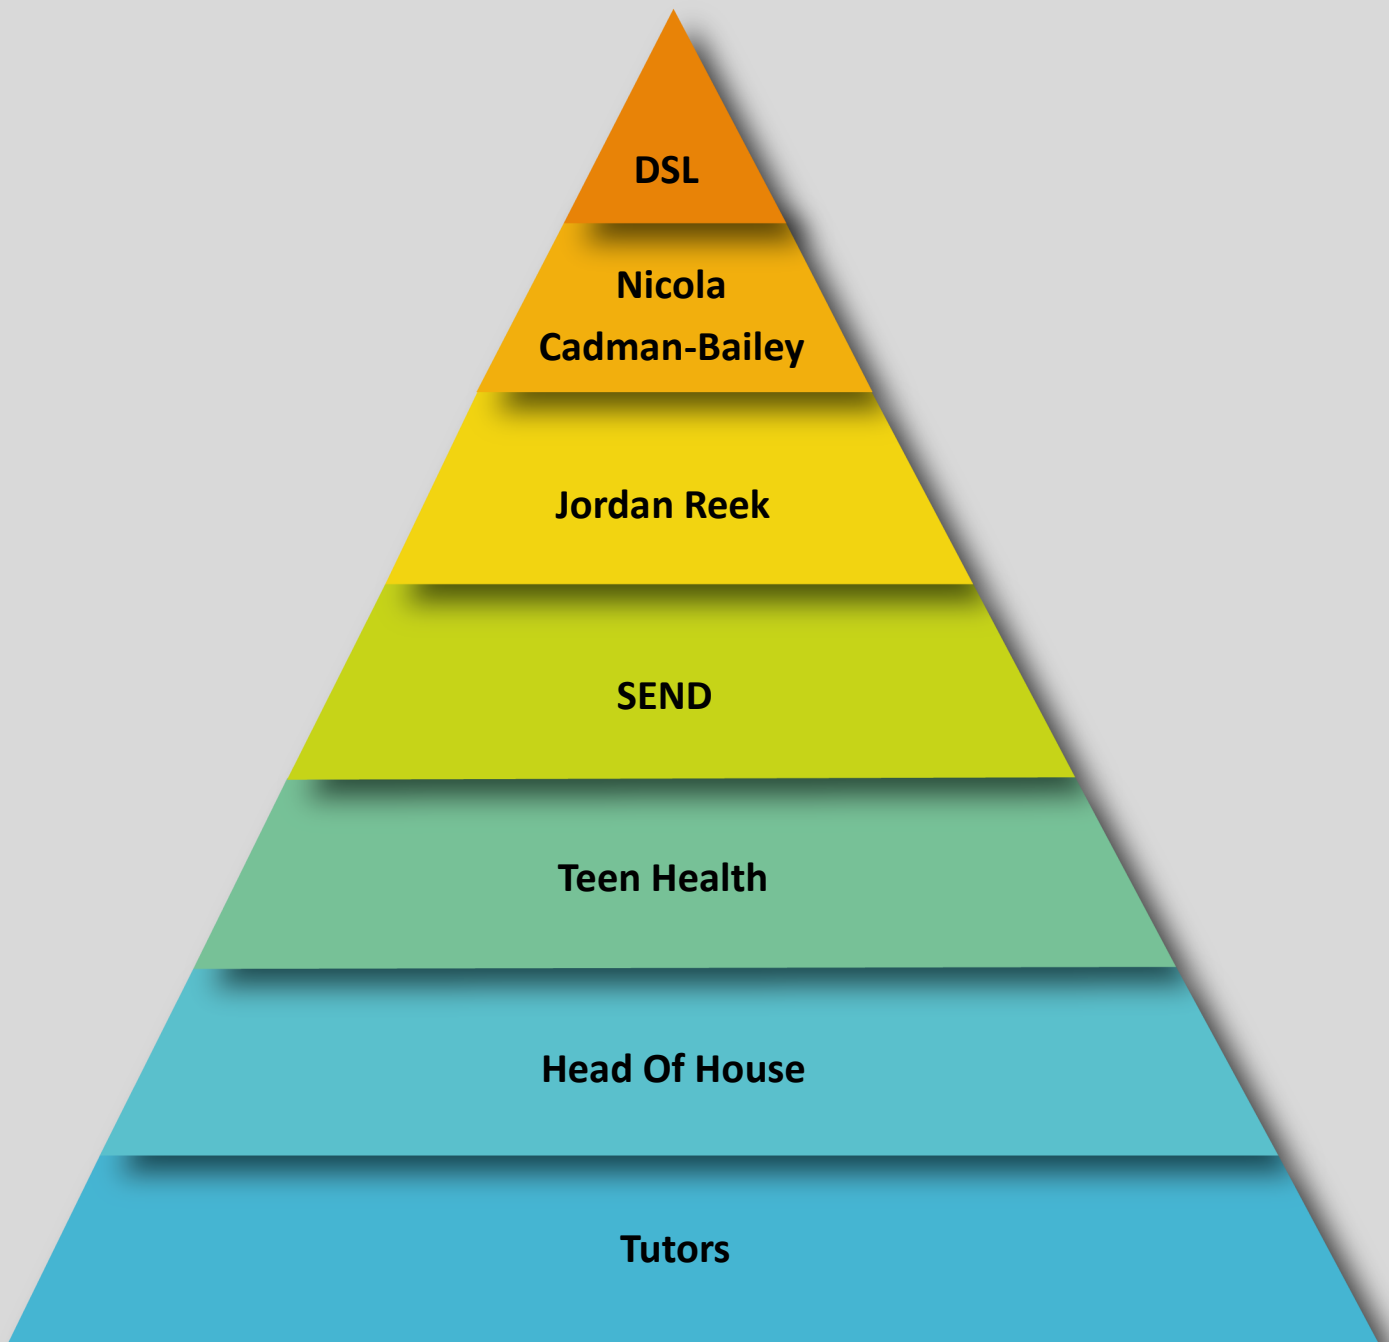 DSL
Nicola
Cadman-Bailey
Jordan Reek
SEND
Teen Health
Head Of House
Tutors